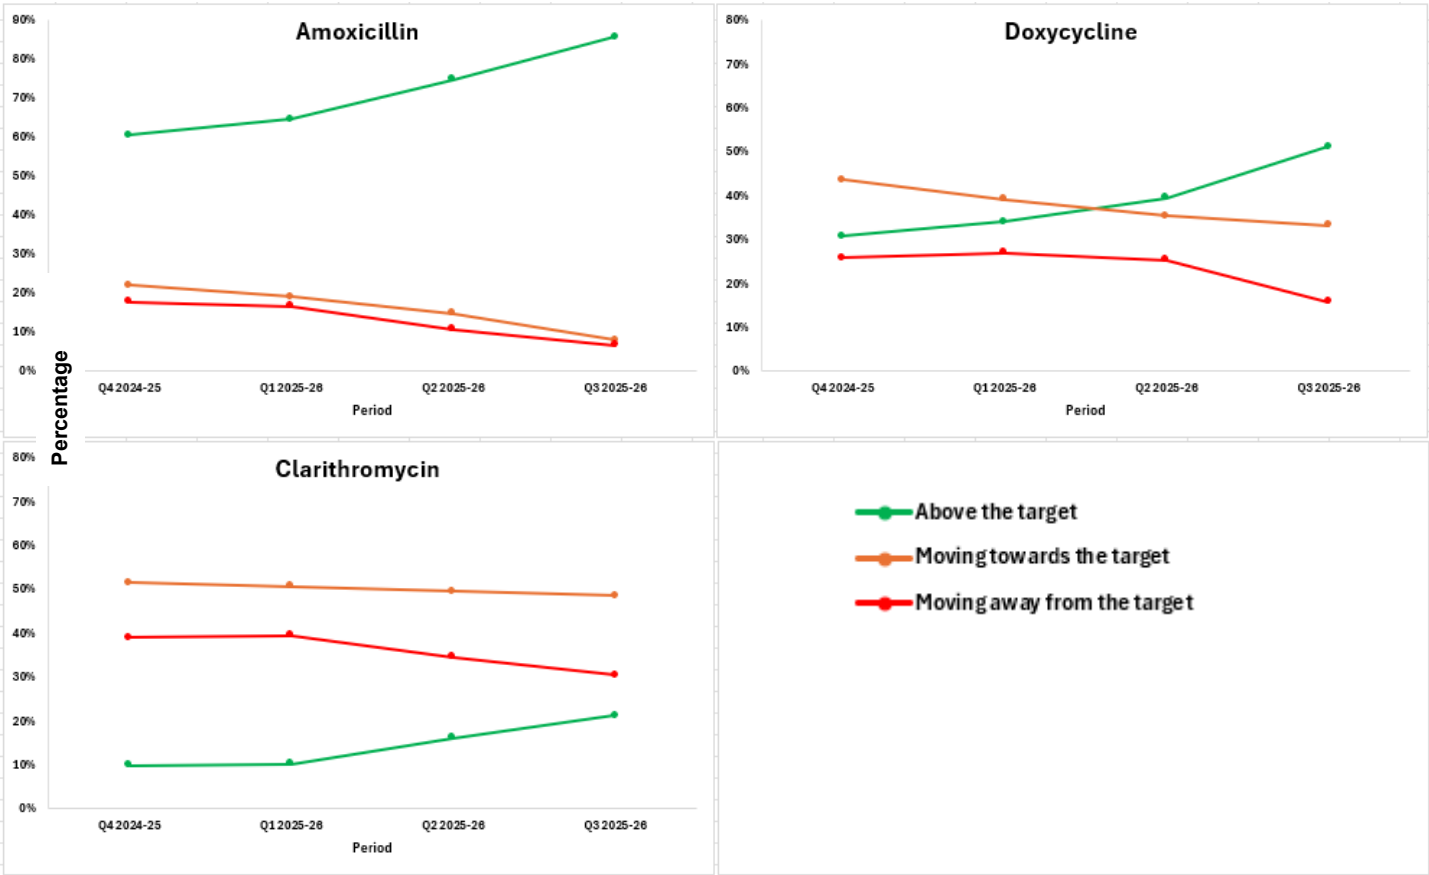 Amoxicillin
90%
80%
70%
60%
50%
40%
30%
20%
10%
0%
Q4 2024-25 Q1 2025-26 Q2 2025-26 Q3 2025-26
Period
Doxycycline
80%
70%
60%
50%
40%
30%
20%
10%
0%
Q4 2024-25 Q1 2025-26 Q2 2025-26 Q3 2025-26
Period
Percentage
Clarithromycin
80%
70%
60%
50%
40%
30%
20%
10%
0%
Q4 2024-25 Q1 2025-26 Q2 2025-26 Q3 2025-26
Period
Above the target
Moving towards the target
Moving away from the target